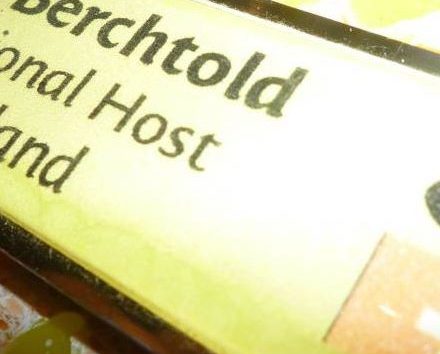 Berchtold
ional Host
land